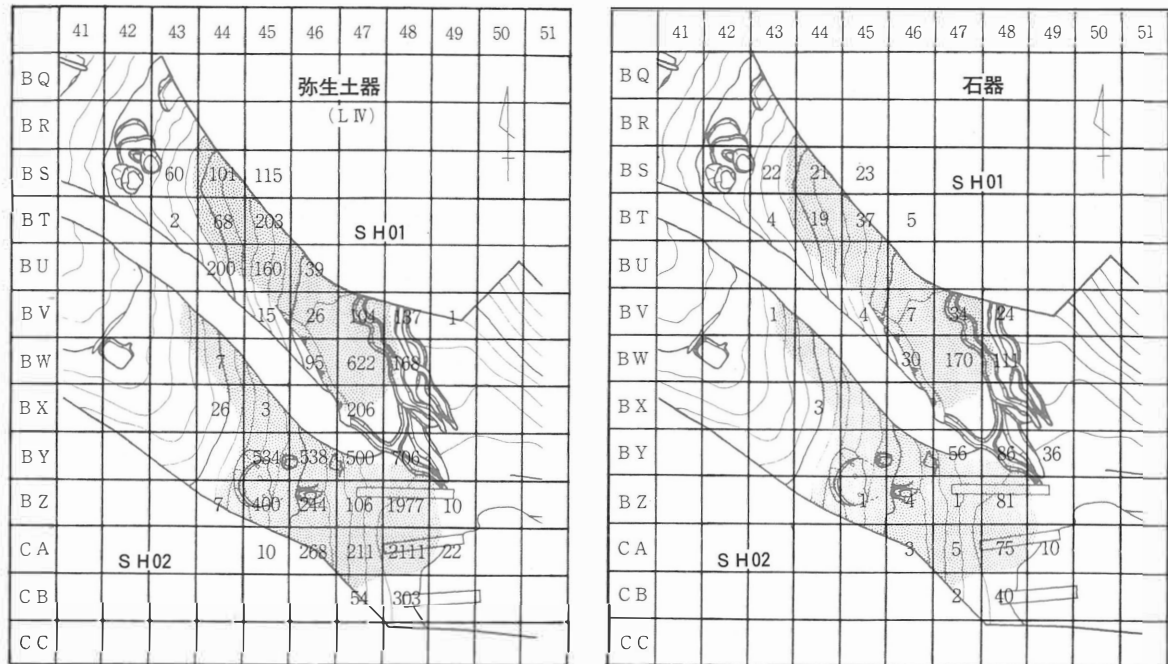 41 42 43 44 45 46 47 48 49 50 51
BQ
弥生土器
(L Ⅳ)
BR
BS 60 101 115
BT 2 68 203
SH01
BU 200 160 39
BV 15 26 104 137 1
BW 7 95 622 168
BX 26 3 206
BY 534 538 500 706
BZ 7 400 244 106 1977 10
CA 10 268 211 2111 22
SH02
CB 54 303
CC
41 42 43 44 45 46 47 48 49 50 51
BQ
石器
BR
BS 22 21 23
SH01
BT 4 19 37 5
BU
BV 1 4 7 34 24
BW 30 170 111
BX 3
BY 56 86 36
BZ 1 4 1 81
CA 3 5 75 10
SH02
CB 2 40
CC